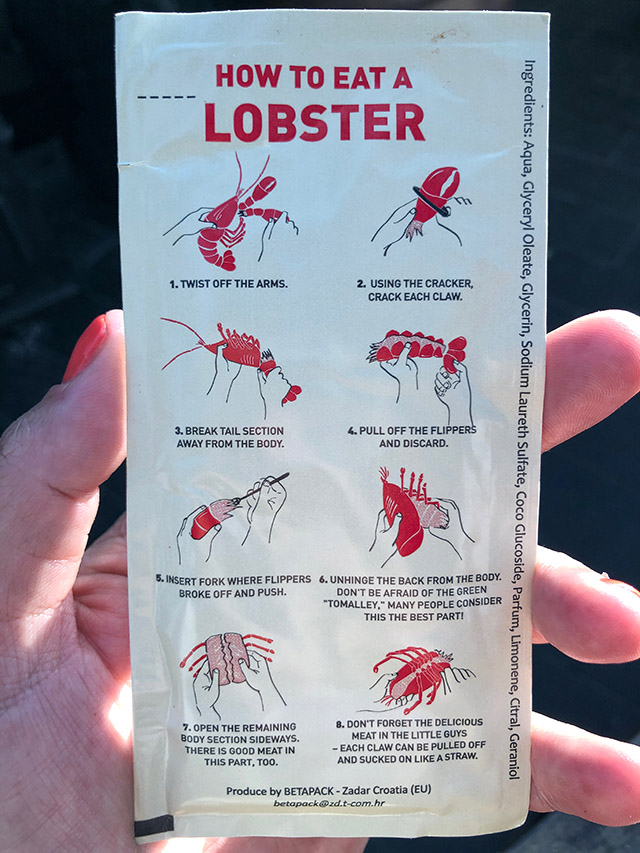 HOW TO EAT A
LOBSTER
1. TWIST OFF THE ARMS.
2. USING THE CRACKER,
CRACK EACH CLAW.
3. BREAK TAIL SECTION
AWAY FROM THE BODY.
4. PULL OFF THE FLIPPERS
AND DISCARD.
5. INSERT FORK WHERE FLIPPERS
BROKE OFF AND PUSH.
6. UNHINGE THE BACK FROM THE BODY.
DON'T BE AFRAID OF THE GREEN
"TOMALLEY," MANY PEOPLE CONSIDER
THIS THE BEST PART!
7. OPEN THE REMAINING
BODY SECTION SIDEWAYS.
THERE IS GOOD MEAT IN
THIS PART, TOO.
8. DON'T FORGET THE DELICIOUS
MEAT IN THE LITTLE GUYS
– EACH CLAW CAN BE PULLED OFF
AND SUCKED ON LIKE A STRAW.
Produce by BETAPACK - Zadar Croatia (EU)
betapack@zd.t-com.hr
Ingredients: Aqua, Glyceryl Oleate, Glycerin, Sodium Laureth Sulfate, Coco Glucoside, Parfum, Limonene, Citral, Geraniol